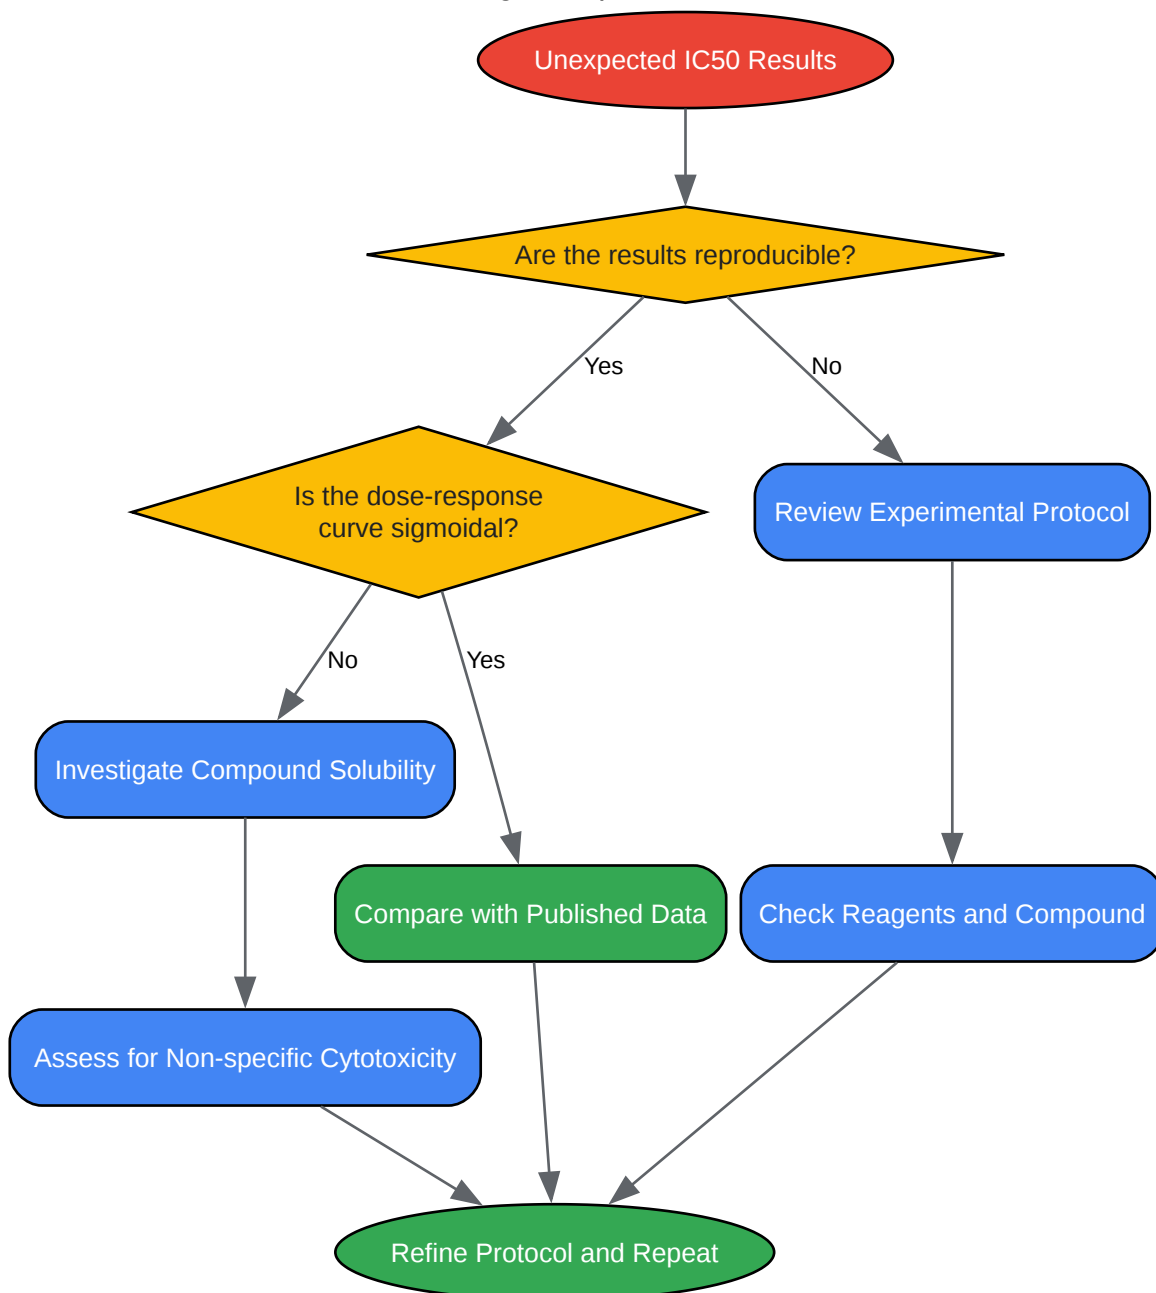 Unexpected IC50 Results
Are the results reproducible?
Yes
No
Is the dose-response
curve sigmoidal?
Review Experimental Protocol
No
Yes
Investigate Compound Solubility
Compare with Published Data
Check Reagents and Compound
Assess for Non-specific Cytotoxicity
Refine Protocol and Repeat